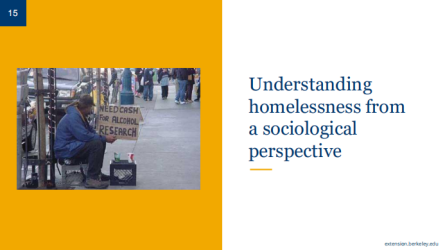 15
NEED CASH
FOR ALCOHOL
RESEARCH
Understanding
homelessness from
a sociological
perspective
extension.berkeley.edu